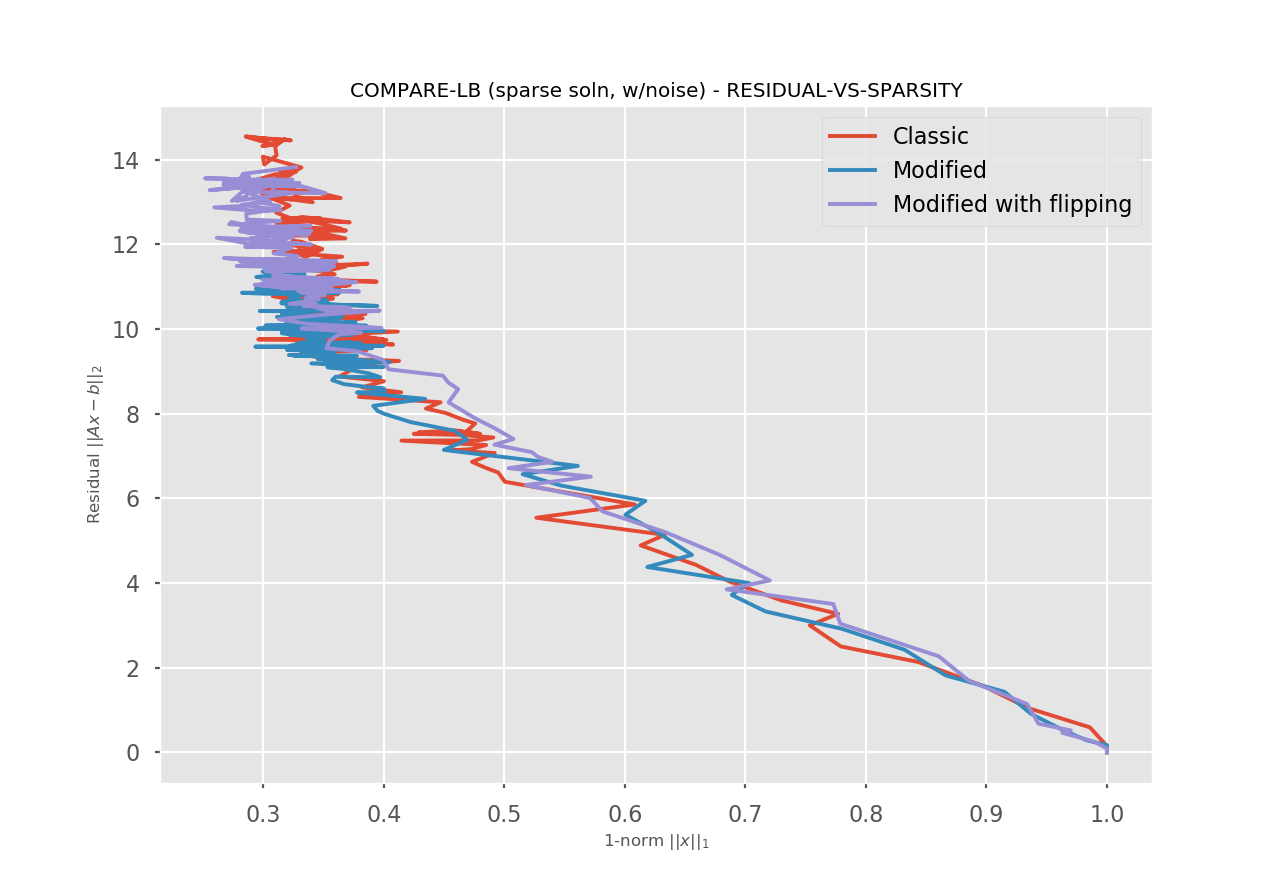 COMPARE-LB (sparse soln, w/noise) - RESIDUAL-VS-SPARSITY
Classic
Modified
Modified with flipping
14
12
10
8
6
4
2
0
Residual ||Ax − b||₂
0.3 0.4 0.5 0.6 0.7 0.8 0.9 1.0
1-norm ||x||₁